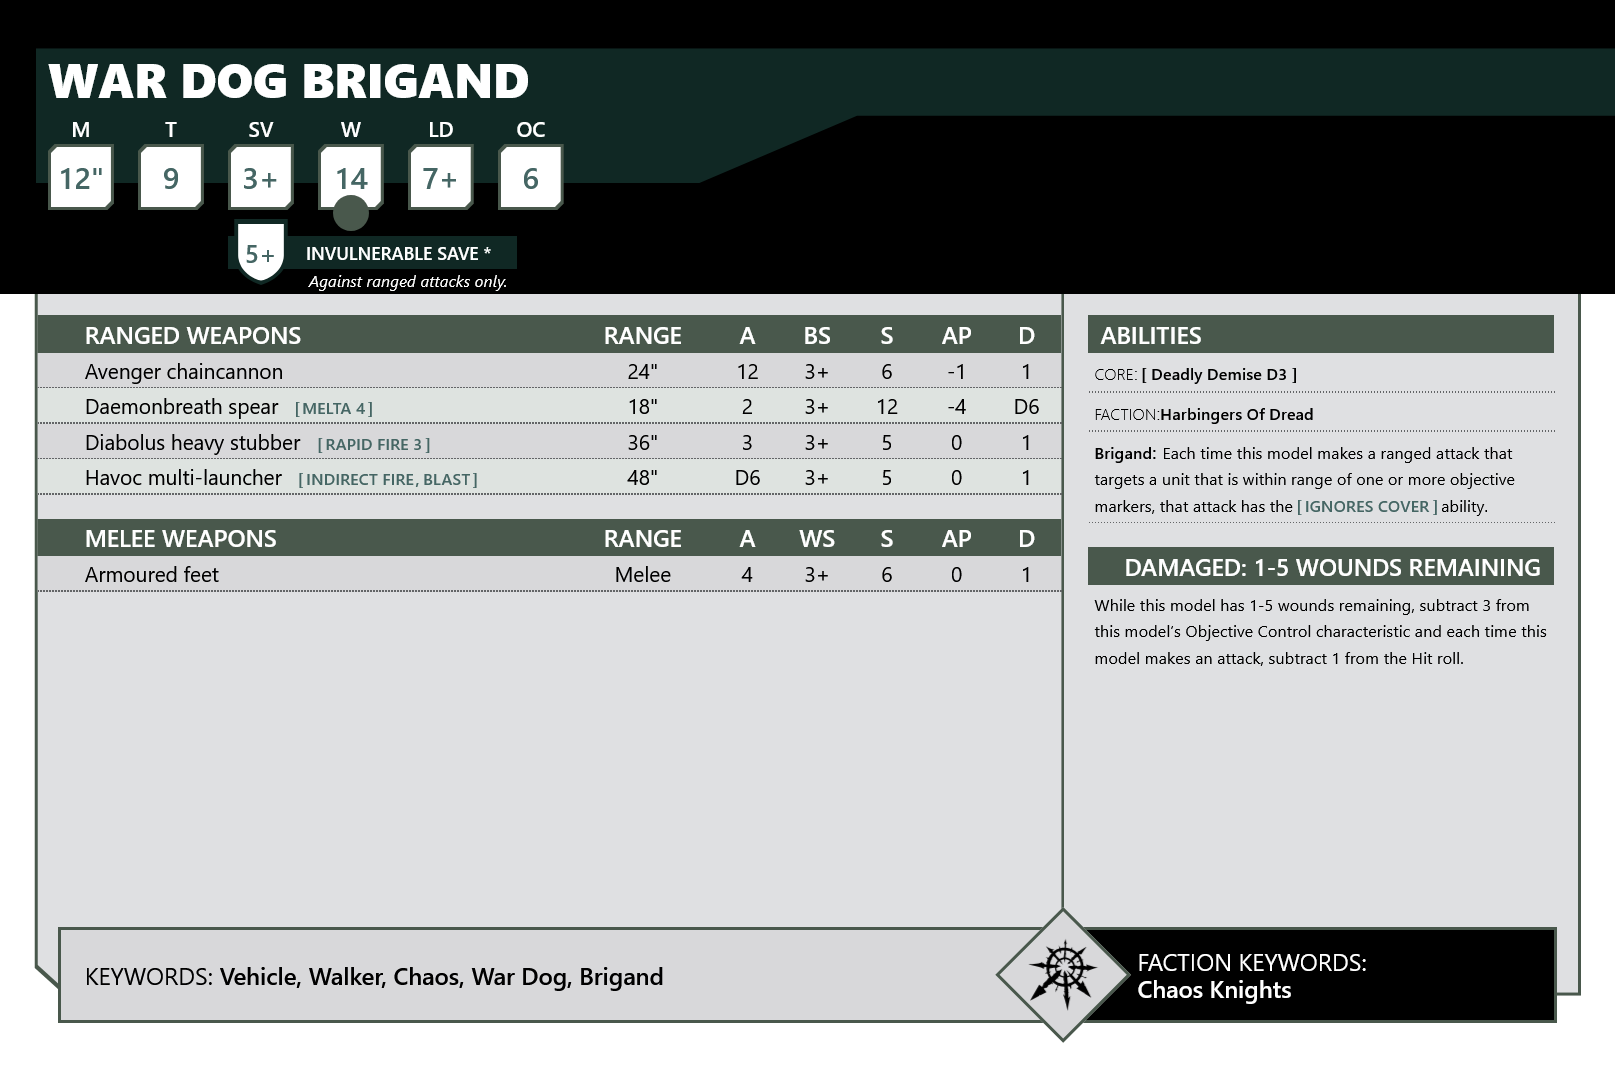 WAR DOG BRIGAND
M T SV W LD OC
12" 9 3+ 14 7+ 6
5+ INVULNERABLE SAVE *
Against ranged attacks only.
RANGED WEAPONS RANGE A BS S AP D
Avenger chaincannon 24" 12 3+ 6 -1 1
Daemonbreath spear [ MELTA 4 ] 18" 2 3+ 12 -4 D6
Diabolus heavy stubber [ RAPID FIRE 3 ] 36" 3 3+ 5 0 1
Havoc multi-launcher [ INDIRECT FIRE, BLAST ] 48" D6 3+ 5 0 1
MELEE WEAPONS RANGE A WS S AP D
Armoured feet Melee 4 3+ 6 0 1
ABILITIES
CORE: [ Deadly Demise D3 ]
FACTION:Harbingers Of Dread
Brigand: Each time this model makes a ranged attack that
targets a unit that is within range of one or more objective
markers, that attack has the [ IGNORES COVER ] ability.
DAMAGED: 1-5 WOUNDS REMAINING
While this model has 1-5 wounds remaining, subtract 3 from
this model’s Objective Control characteristic and each time this
model makes an attack, subtract 1 from the Hit roll.
KEYWORDS: Vehicle, Walker, Chaos, War Dog, Brigand
FACTION KEYWORDS:
Chaos Knights